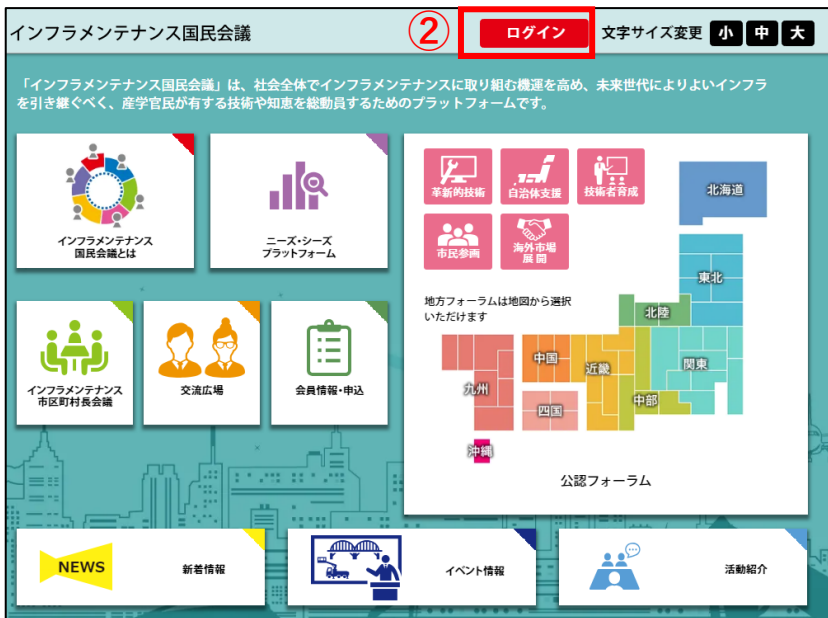 インフラメンテナンス国民会議
②
ログイン
文字サイズ変更 小 中 大
「インフラメンテナンス国民会議」は、社会全体でインフラメンテナンスに取り組む機運を高め、未来世代によりよいインフラ
を引き継ぐべく、産学官民が有する技術や知恵を総動員するためのプラットフォームです。
インフラメンテナンス
国民会議とは
ニーズ・シーズ
プラットフォーム
インフラメンテナンス
市区町村長会議
交流広場
会員情報・申込
革新的技術
自治体支援
技術者育成
市民参画
海外市場
展開
地方フォーラムは地図から選択
いただけます
北海道
東北
北陸
関東
中部
近畿
中国
四国
九州
沖縄
公認フォーラム
NEWS
新着情報
イベント情報
活動紹介